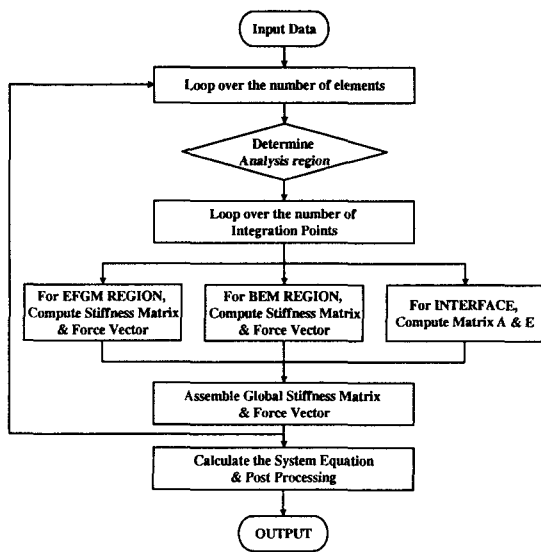 Input Data
Loop over the number of elements
Determine
Analysis region
Loop over the number of
Integration Points
For EFGM REGION,
Compute Stiffness Matrix
& Force Vector
For BEM REGION,
Compute Stiffness Matrix
& Force Vector
For INTERFACE,
Compute Matrix A & E
Assemble Global Stiffness Matrix
& Force Vector
Calculate the System Equation
& Post Processing
OUTPUT